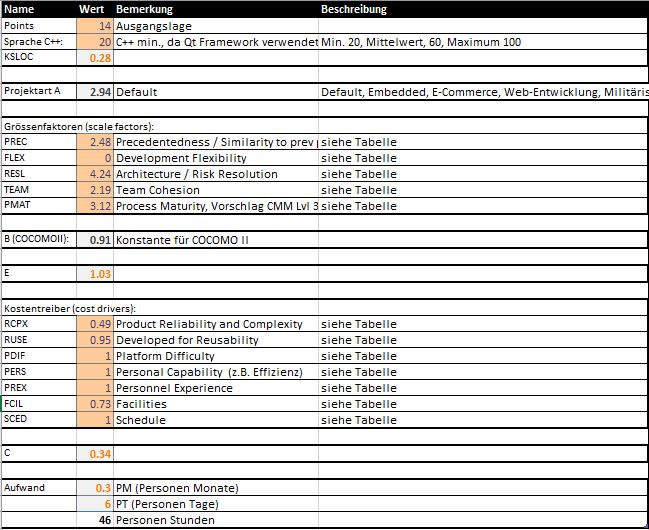 Name Wert Bemerkung Beschreibung
Points 14 Ausgangslage
Sprache C++: 20 C++ min., da Qt Framework verwendet Min. 20, Mittelwert, 60, Maximum 100
KSLOC 0.28
Projektart A 2.94 Default Default, Embedded, E-Commerce, Web-Entwicklung, Militäris
Grössenfaktoren (scale factors):
PREC 2.48 Precedentedness / Similarity to prev p siehe Tabelle
FLEX 0 Development Flexibility siehe Tabelle
RESL 4.24 Architecture / Risk Resolution siehe Tabelle
TEAM 2.19 Team Cohesion siehe Tabelle
PMAT 3.12 Process Maturity, Vorschlag CMM Lvl 3 siehe Tabelle
B (COCOMOII): 0.91 Konstante für COCOMO II
E 1.03
Kostentreiber (cost drivers):
RCPX 0.49 Product Reliability and Complexity siehe Tabelle
RUSE 0.95 Developed for Reusability siehe Tabelle
PDIF 1 Platform Difficulty siehe Tabelle
PERS 1 Personal Capability (z.B. Effizienz) siehe Tabelle
PREX 1 Personnel Experience siehe Tabelle
FCIL 0.73 Facilities siehe Tabelle
SCED 1 Schedule siehe Tabelle
C 0.34
Aufwand 0.3 PM (Personen Monate)
6 PT (Personen Tage)
46 Personen Stunden